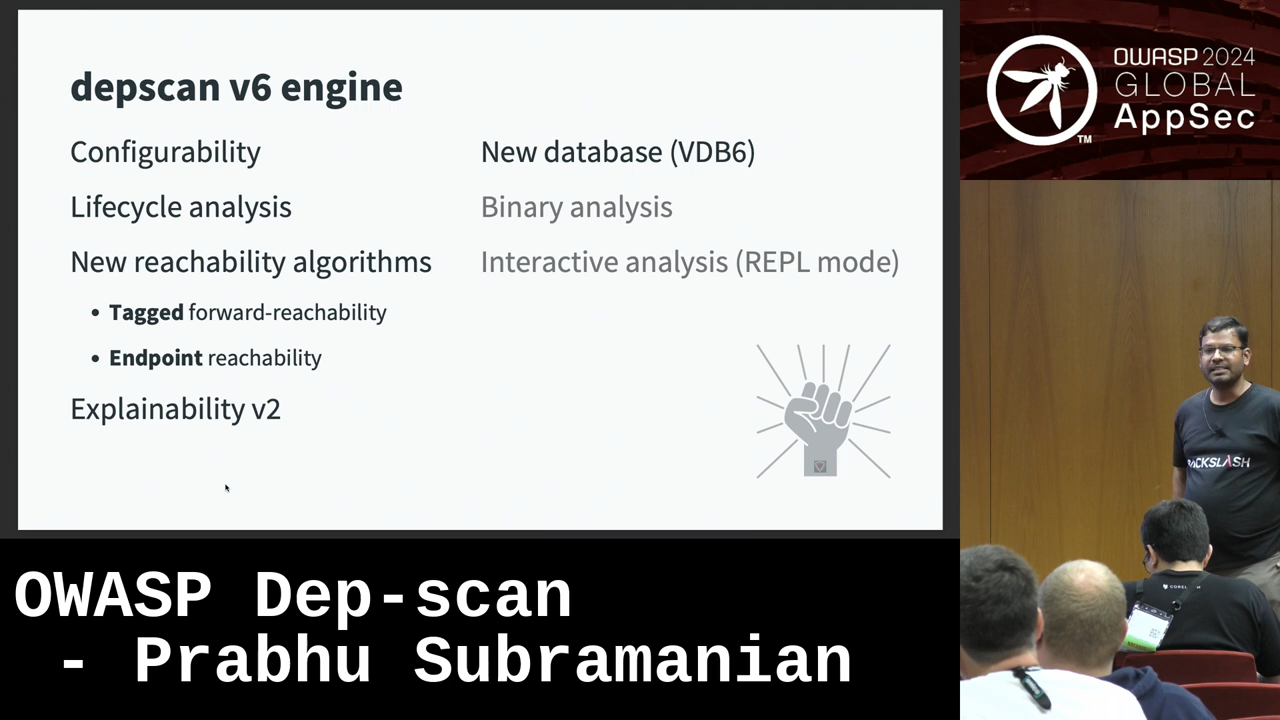 depscan v6 engine
Configurability
Lifecycle analysis
New reachability algorithms
• Tagged forward-reachability
• Endpoint reachability
Explainability v2
New database (VDB6)
Binary analysis
Interactive analysis (REPL mode)
OWASP 2024
GLOBAL
AppSec
TM
OWASP Dep-scan
- Prabhu Subramanian